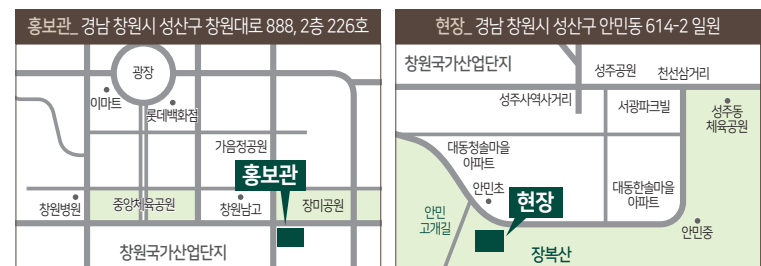 홍보관_ 경남 창원시 성산구 창원대로 888, 2층 226호
광장
이마트
롯데백화점
가음정공원
홍보관
창원병원
중앙체육공원
창원남고
장미공원
창원국가산업단지
현장_ 경남 창원시 성산구 안민동 614-2 일원
창원국가산업단지
성주공원
천선삼거리
성주사역사거리
서광파크빌
성주동
체육공원
대동청솔마을
아파트
안민초
현장
대동한솔마을
아파트
안민
고개길
안민중
장복산